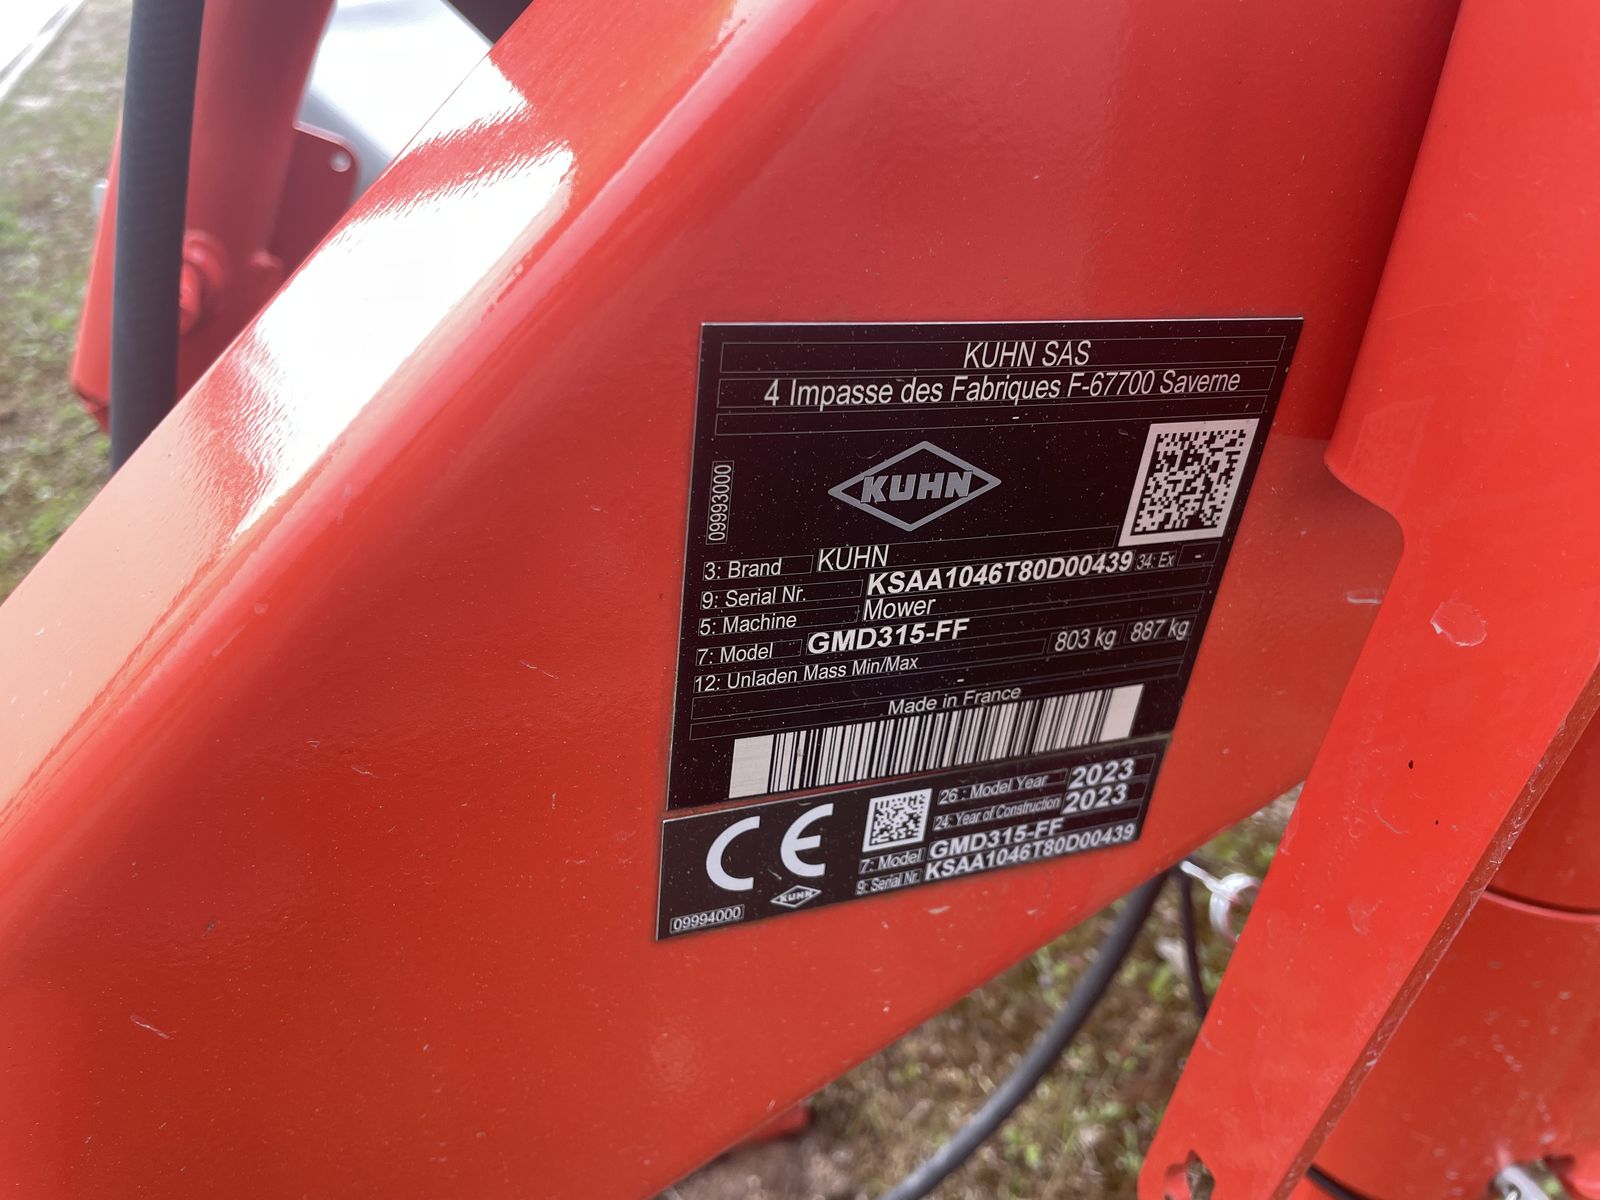 KUHN SAS
4 Impasse des Fabriques F-67700 Saverne
-
09993000
KUHN
3: Brand KUHN
9: Serial Nr. KSAA1046T80D00439 34: Ex -
5: Machine Mower
7: Model GMD315-FF
12: Unladen Mass Min/Max 803 kg 887 kg
-
Made in France
CE
KUHN
09994000
26 : Model Year 2023
24: Year of Construction 2023
7: Model GMD315-FF
9: Serial Nr. KSAA1046T80D00439